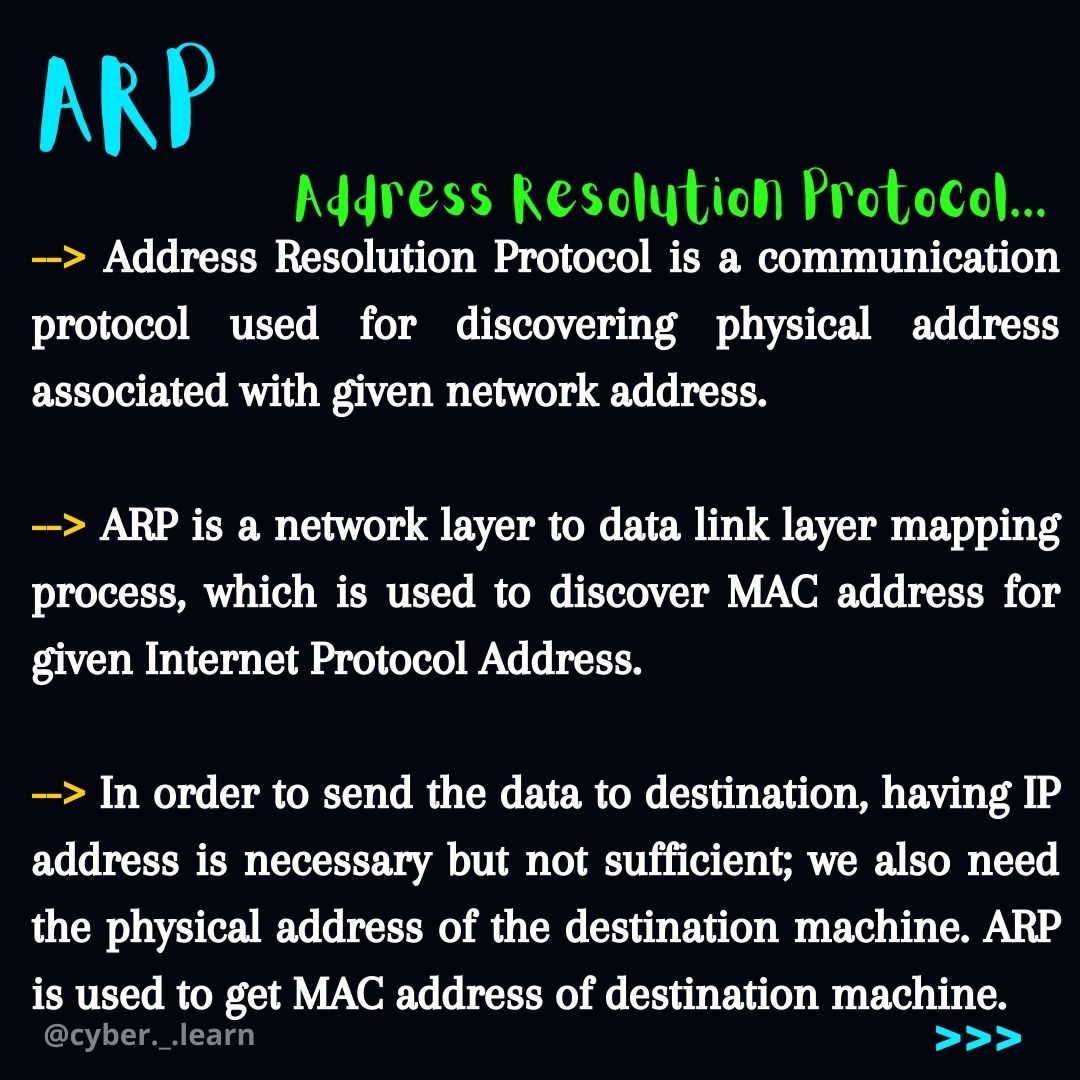 ARP
Address Resolution Protocol...
--> Address Resolution Protocol is a communication
protocol used for discovering physical address
associated with given network address.
--> ARP is a network layer to data link layer mapping
process, which is used to discover MAC address for
given Internet Protocol Address.
--> In order to send the data to destination, having IP
address is necessary but not sufficient; we also need
the physical address of the destination machine. ARP
is used to get MAC address of destination machine.
@cyber._.learn
>>>